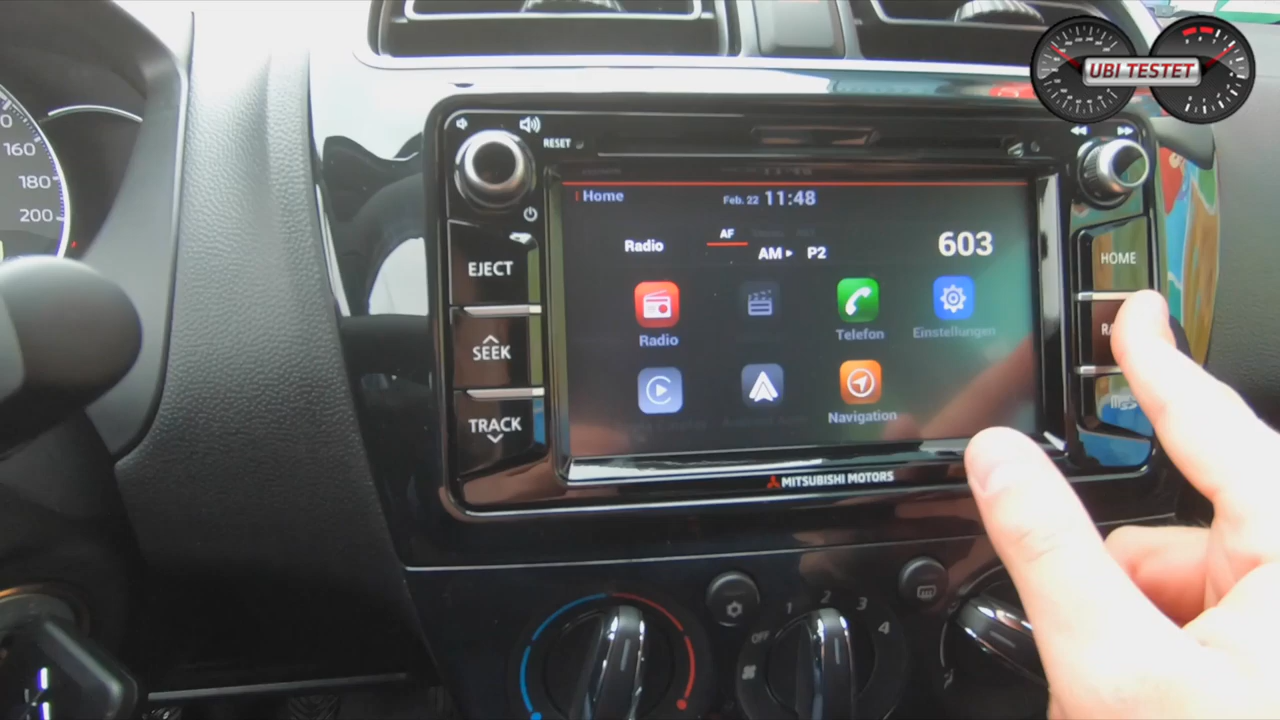 UBI TESTET
RESET
160
180
200
Home
Feb. 22 11:48
AF
Radio
AM P2
603
HOME
EJECT
SEEK
TRACK
Radio
Telefon
Einstellungen
Navigation
MITSUBISHI MOTORS
OFF 1 2 3 4